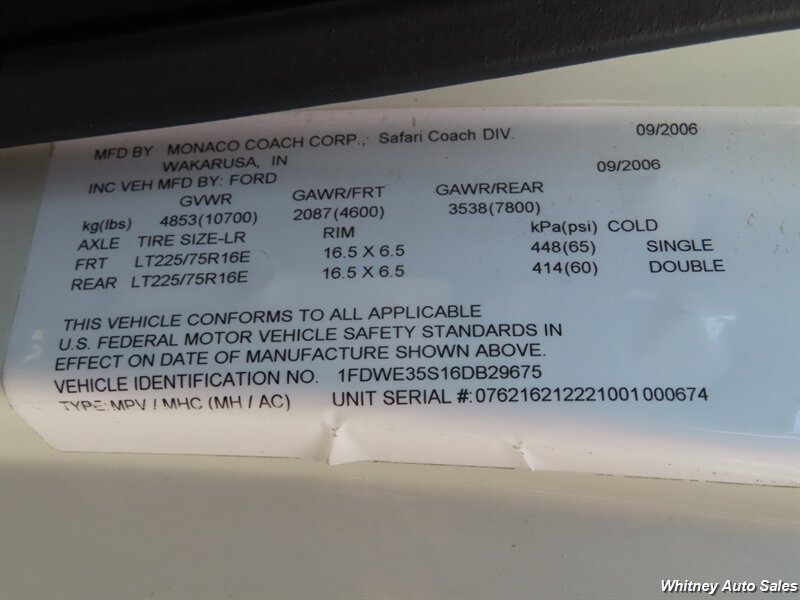 MFD BY MONACO COACH CORP., Safari Coach DIV. 09/2006
WAKARUSA, IN 09/2006
INC VEH MFD BY: FORD
GVWR GAWR/FRT GAWR/REAR
kg(lbs) 4853(10700) 2087(4600) 3538(7800)
AXLE TIRE SIZE-LR RIM kPa(psi) COLD
FRT LT225/75R16E 16.5 X 6.5 448(65) SINGLE
REAR LT225/75R16E 16.5 X 6.5 414(60) DOUBLE
THIS VEHICLE CONFORMS TO ALL APPLICABLE
U.S. FEDERAL MOTOR VEHICLE SAFETY STANDARDS IN
EFFECT ON DATE OF MANUFACTURE SHOWN ABOVE.
VEHICLE IDENTIFICATION NO. 1FDWE35S16DB29675
TYPE: MPV / MHC (MH / AC) UNIT SERIAL #: 076216212221001000674
Whitney Auto Sales